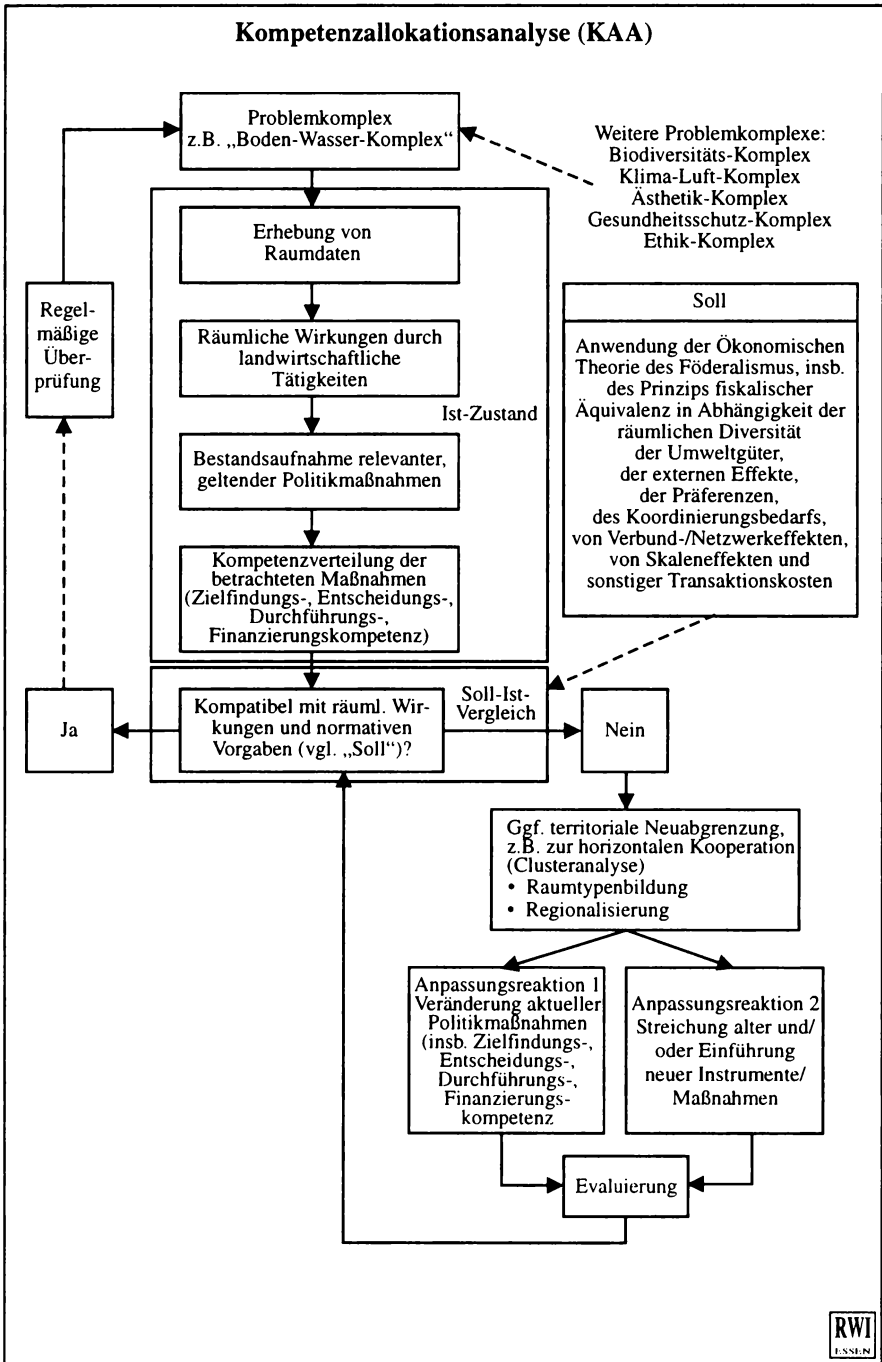 Kompetenzallokationsanalyse (KAA)
Problemkomplex
z.B. „Boden-Wasser-Komplex“
Weitere Problemkomplexe:
Biodiversitäts-Komplex
Klima-Luft-Komplex
Ästhetik-Komplex
Gesundheitsschutz-Komplex
Ethik-Komplex
Erhebung von
Raumdaten
Regel-
mäßige
Über-
prüfung
Räumliche Wirkungen durch
landwirtschaftliche
Tätigkeiten
Ist-Zustand
Bestandsaufnahme relevanter,
geltender Politikmaßnahmen
Kompetenzverteilung der
betrachteten Maßnahmen
(Zielfindungs-, Entscheidungs-,
Durchführungs-,
Finanzierungskompetenz)
Soll
Anwendung der Ökonomischen
Theorie des Föderalismus, insb.
des Prinzips fiskalischer
Äquivalenz in Abhängigkeit der
räumlichen Diversität
der Umweltgüter,
der externen Effekte,
der Präferenzen,
des Koordinierungsbedarfs,
von Verbund-/Netzwerkeffekten,
von Skaleneffekten und
sonstiger Transaktionskosten
Ja
Kompatibel mit räuml. Wir-
kungen und normativen
Vorgaben (vgl. „Soll“)?
Soll-Ist-
Vergleich
Nein
Ggf. territoriale Neuabgrenzung,
z.B. zur horizontalen Kooperation
(Clusteranalyse)
• Raumtypenbildung
• Regionalisierung
Anpassungsreaktion 1
Veränderung aktueller
Politikmaßnahmen
(insb. Zielfindungs-,
Entscheidungs-,
Durchführungs-,
Finanzierungs-
kompetenz
Anpassungsreaktion 2
Streichung alter und/
oder Einführung
neuer Instrumente/
Maßnahmen
Evaluierung
RWI
ESSEN